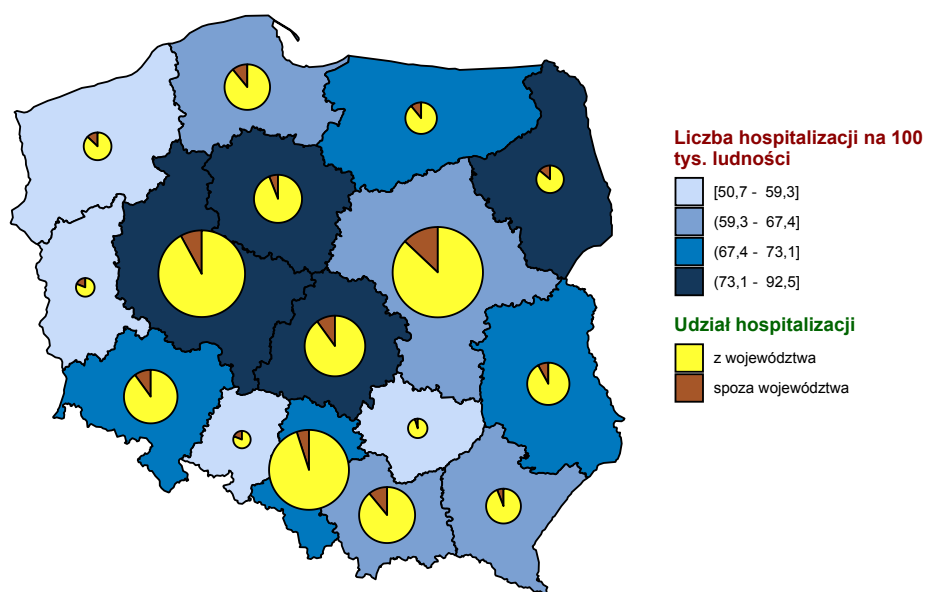 Liczba hospitalizacji na 100
tys. ludności
[50,7 - 59,3]
(59,3 - 67,4]
(67,4 - 73,1]
(73,1 - 92,5]
Udział hospitalizacji
z województwa
spoza województwa